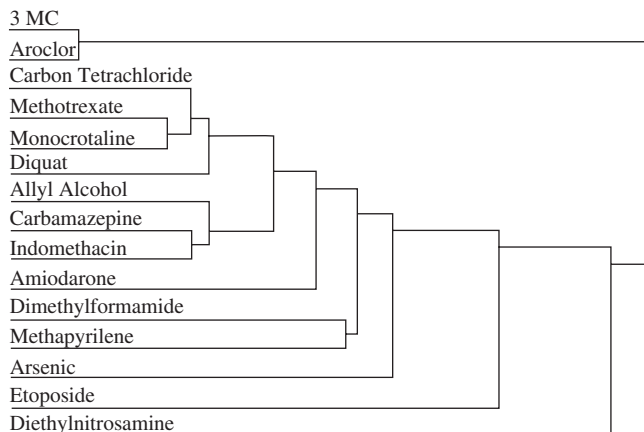 3 MC
Aroclor
Carbon Tetrachloride
Methotrexate
Monocrotaline
Diquat
Allyl Alcohol
Carbamazepine
Indomethacin
Amiodarone
Dimethylformamide
Methapyrilene
Arsenic
Etoposide
Diethylnitrosamine